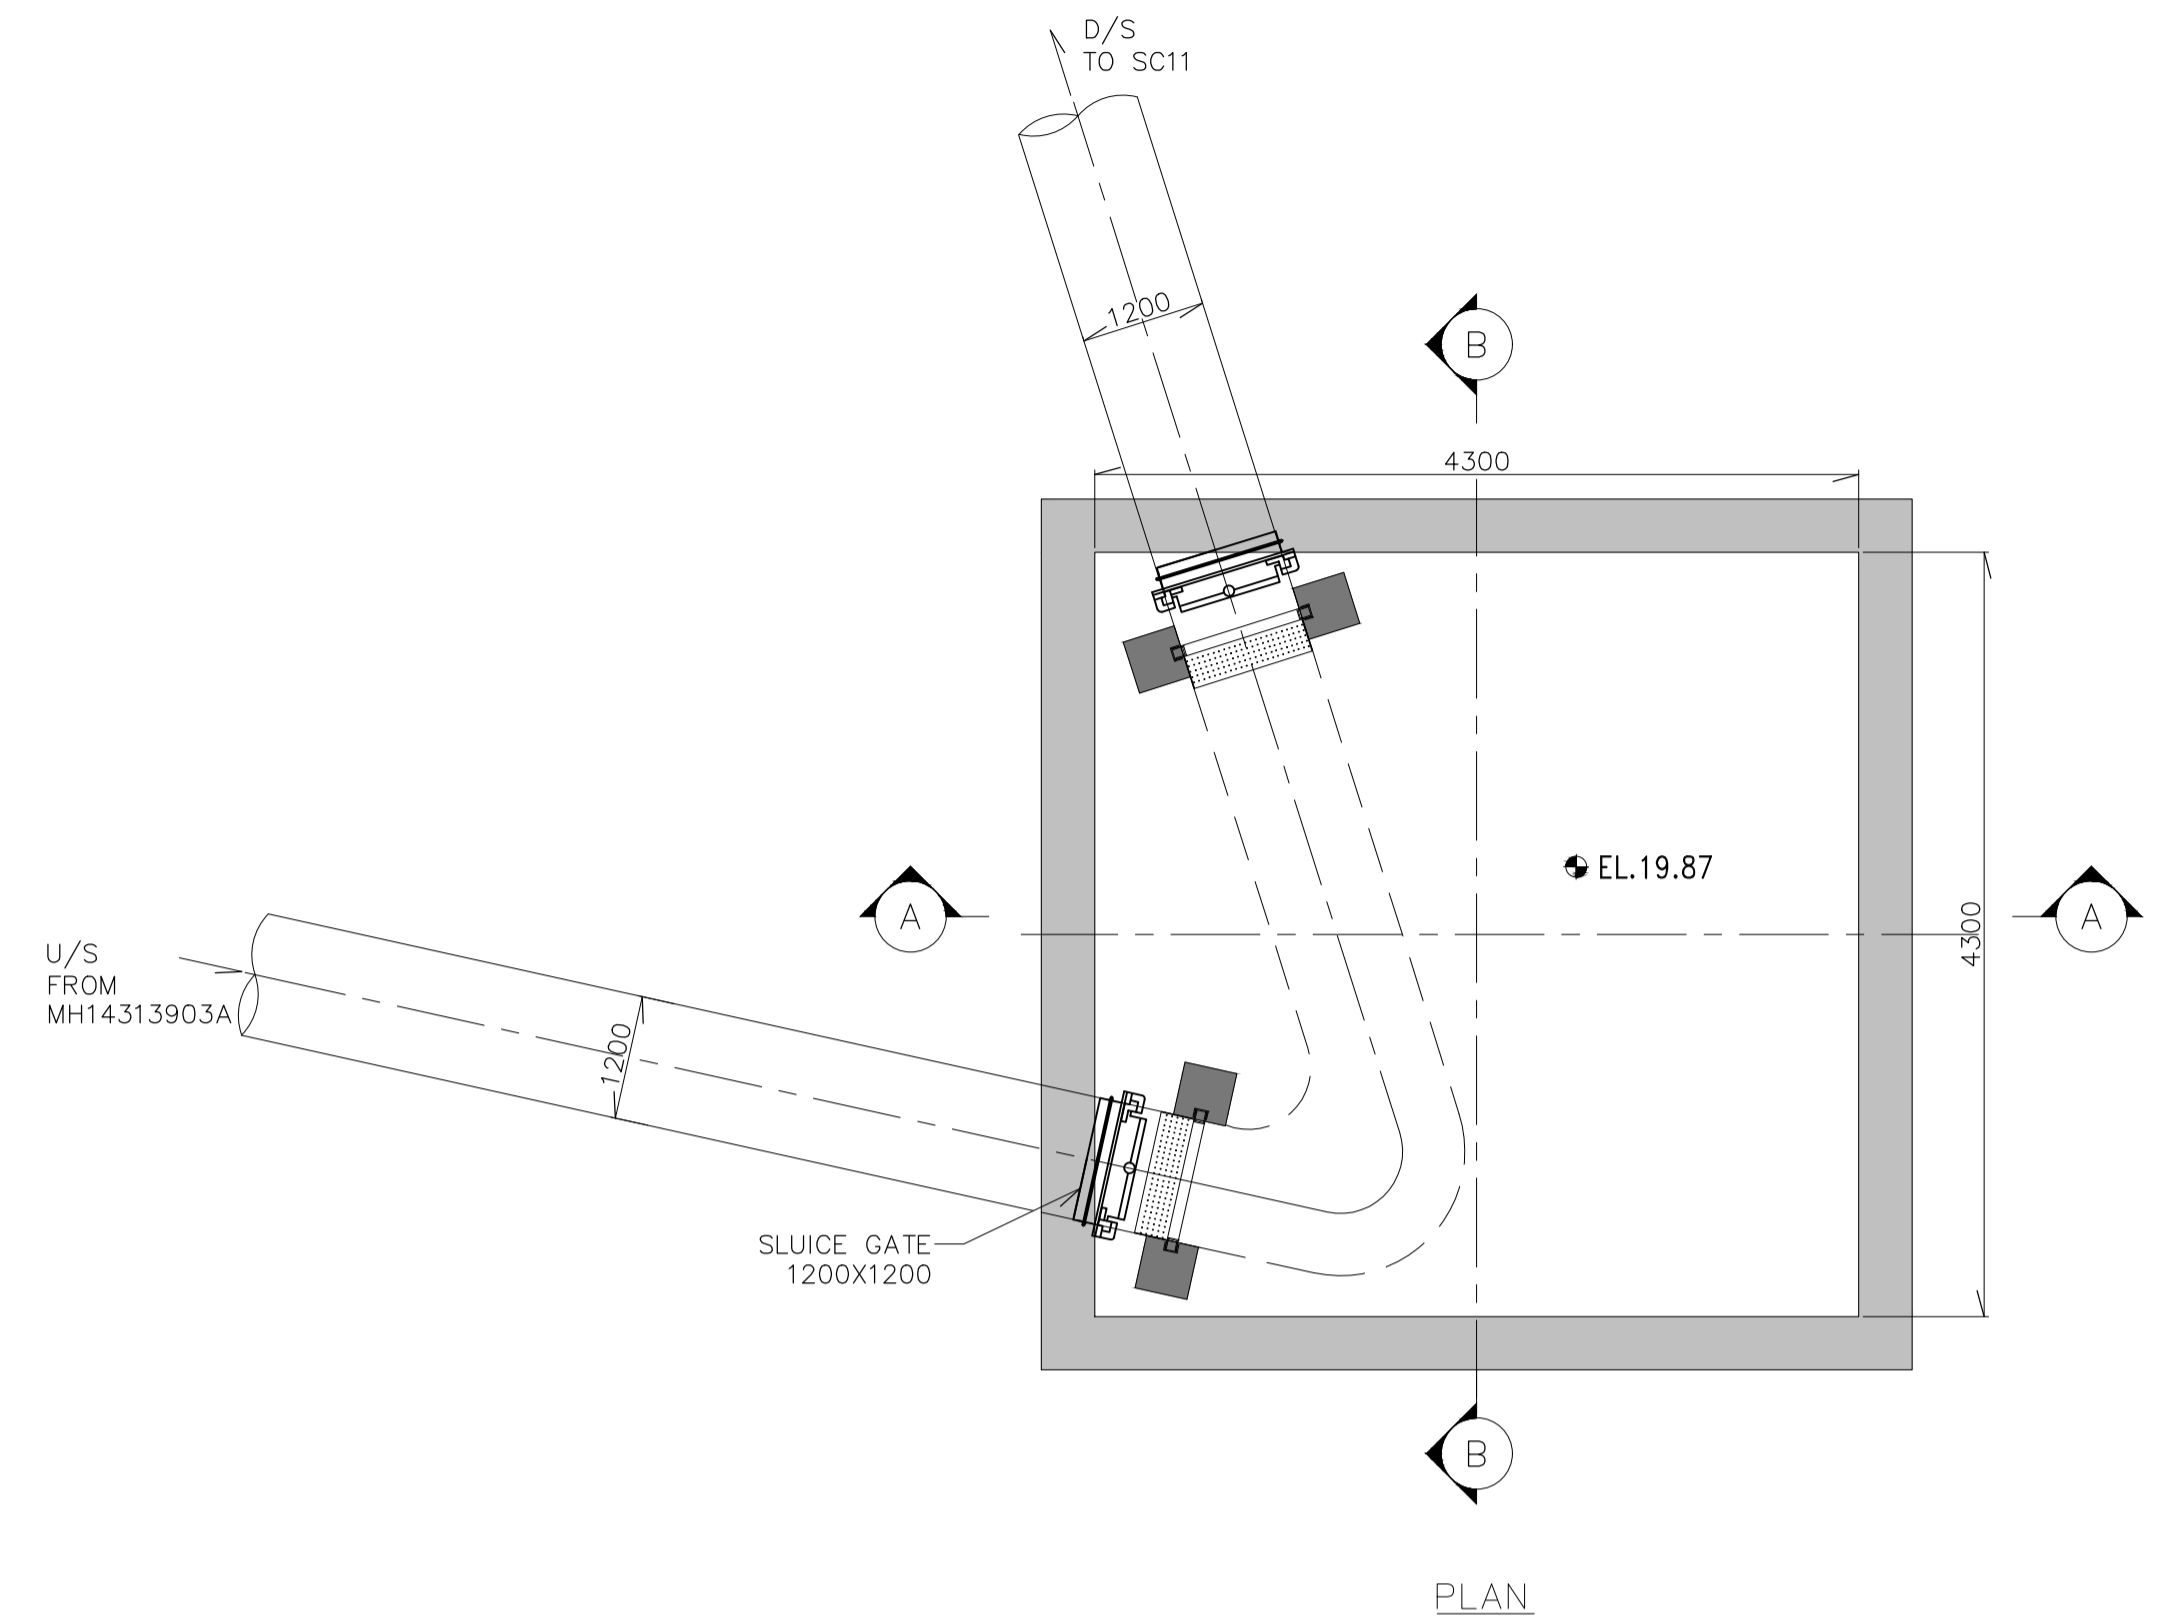 D/S
TO SC11
1200
B
4300
EL.19.87
A
A
4300
U/S
FROM
MH14313903A
1200
SLUICE GATE
1200X1200
B
PLAN